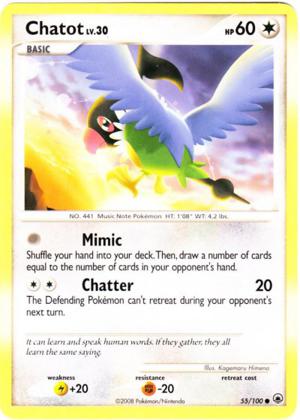 Chatot LV.30 HP 60
BASIC
NO. 441 Music Note Pokémon HT: 1'08" WT: 4.2 lbs.
Mimic
Shuffle your hand into your deck. Then, draw a number of cards
equal to the number of cards in your opponent's hand.
Chatter 20
The Defending Pokémon can't retreat during your opponent's
next turn.
Illus. Kagemaru Himeno
It can learn and speak human words. If they gather, they all
learn the same saying.
weakness resistance retreat cost
+20 -20
©2008 Pokémon/Nintendo 55/100